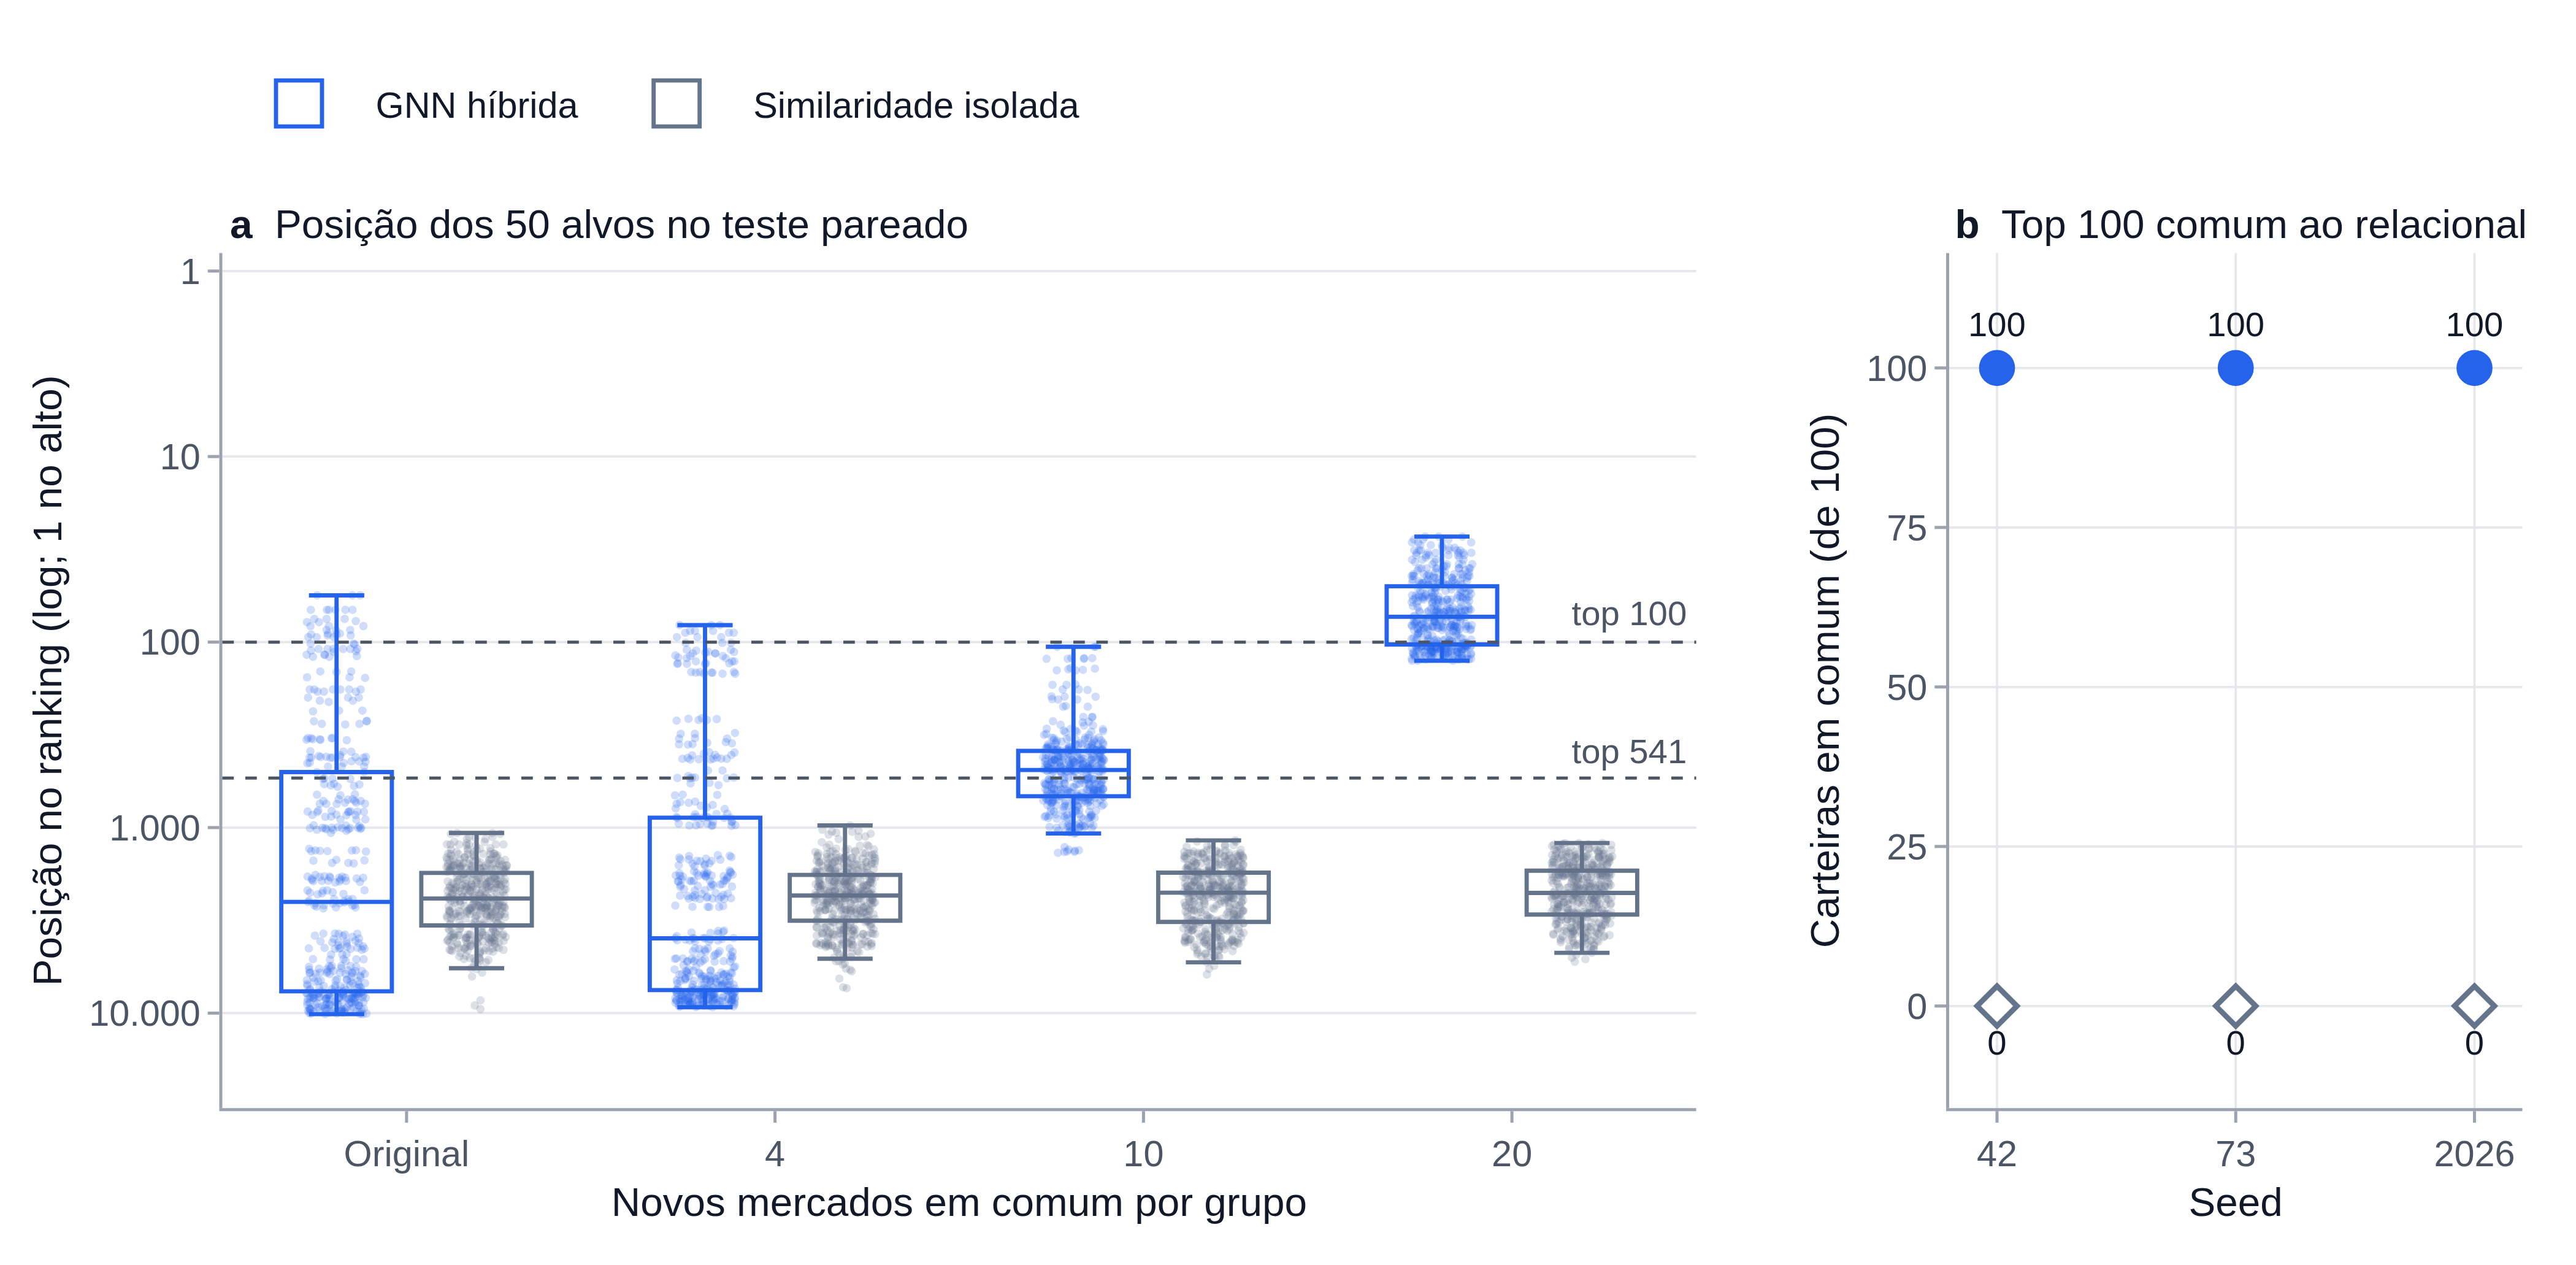 GNN híbrida
Similaridade isolada
a Posição dos 50 alvos no teste pareado
Posição no ranking (log; 1 no alto)
1
10
100
1.000
10.000
top 100
top 541
Original
4
10
20
Novos mercados em comum por grupo
b Top 100 comum ao relacional
Carteiras em comum (de 100)
100
75
50
25
0
100
100
100
0
0
0
42
73
2026
Seed